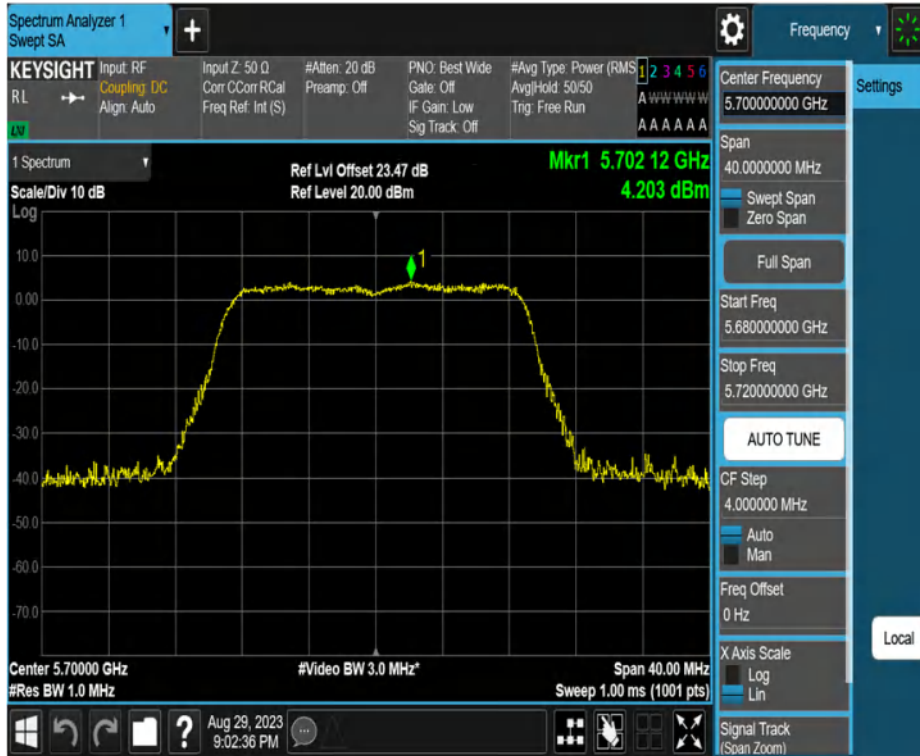 Spectrum Analyzer 1
Swept SA
+
Frequency
KEYSIGHT
RL
LXI
Input: RF
Coupling: DC
Align: Auto
Input Z: 50 Ω
Corr CCorr RCal
Freq Ref: Int (S)
#Atten: 20 dB
Preamp: Off
PNO: Best Wide
Gate: Off
IF Gain: Low
Sig Track: Off
#Avg Type: Power (RMS
Avg|Hold: 50/50
Trig: Free Run
1 2 3 4 5 6
A W W W W W
A A A A A A
1 Spectrum
Scale/Div 10 dB
Log
Ref Lvl Offset 23.47 dB
Ref Level 20.00 dBm
Mkr1 5.702 12 GHz
4.203 dBm
1
10.0
0.00
-10.0
-20.0
-30.0
-40.0
-50.0
-60.0
-70.0
Center 5.70000 GHz
#Res BW 1.0 MHz
#Video BW 3.0 MHz*
Span 40.00 MHz
Sweep 1.00 ms (1001 pts)
?
Aug 29, 2023
9:02:36 PM
Center Frequency
5.700000000 GHz
Span
40.0000000 MHz
Swept Span
Zero Span
Full Span
Start Freq
5.680000000 GHz
Stop Freq
5.720000000 GHz
AUTO TUNE
CF Step
4.000000 MHz
Auto
Man
Freq Offset
0 Hz
X Axis Scale
Log
Lin
Signal Track
(Span Zoom)
Settings
Local